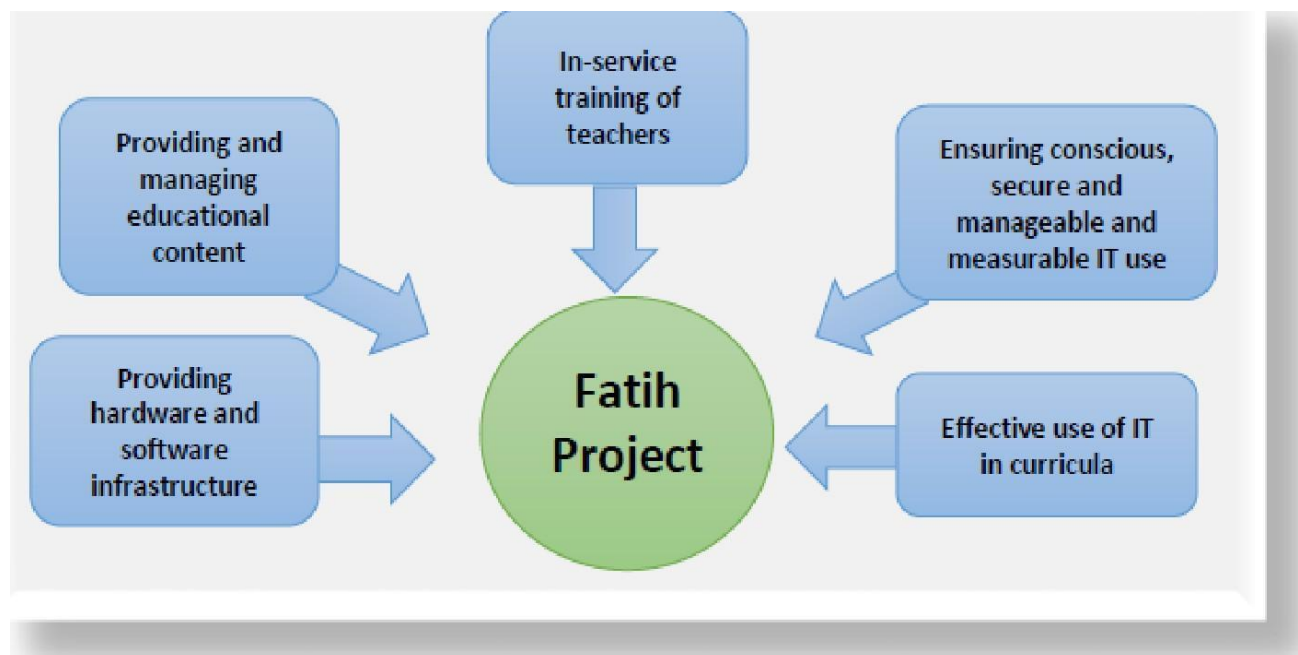 In-service
training of
teachers
Providing and
managing
educational
content
Ensuring conscious,
secure and
manageable and
measurable IT use
Providing
hardware and
software
infrastructure
Fatih
Project
Effective use of IT
in curricula